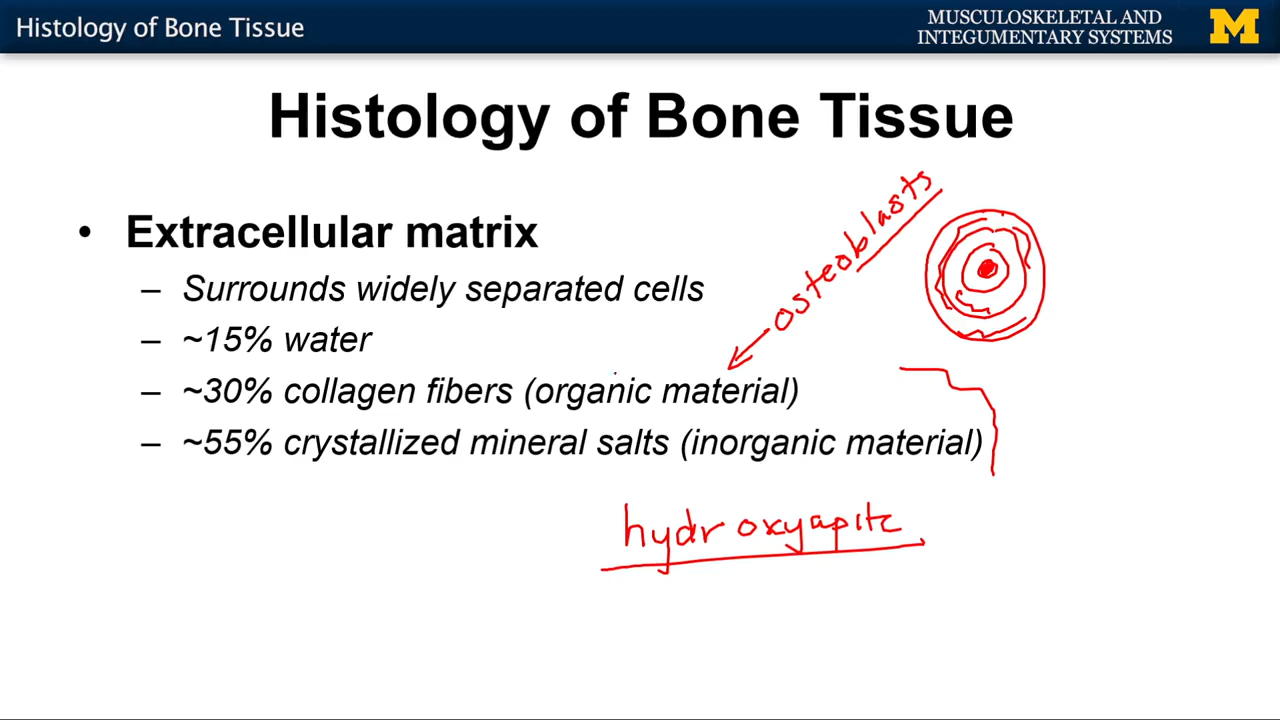 Histology of Bone Tissue
MUSCULOSKELETAL AND
INTEGUMENTARY SYSTEMS
M
Histology of Bone Tissue
• Extracellular matrix
– Surrounds widely separated cells
– ~15% water
– ~30% collagen fibers (organic material)
– ~55% crystallized mineral salts (inorganic material)
osteoblasts
hydroxyapite